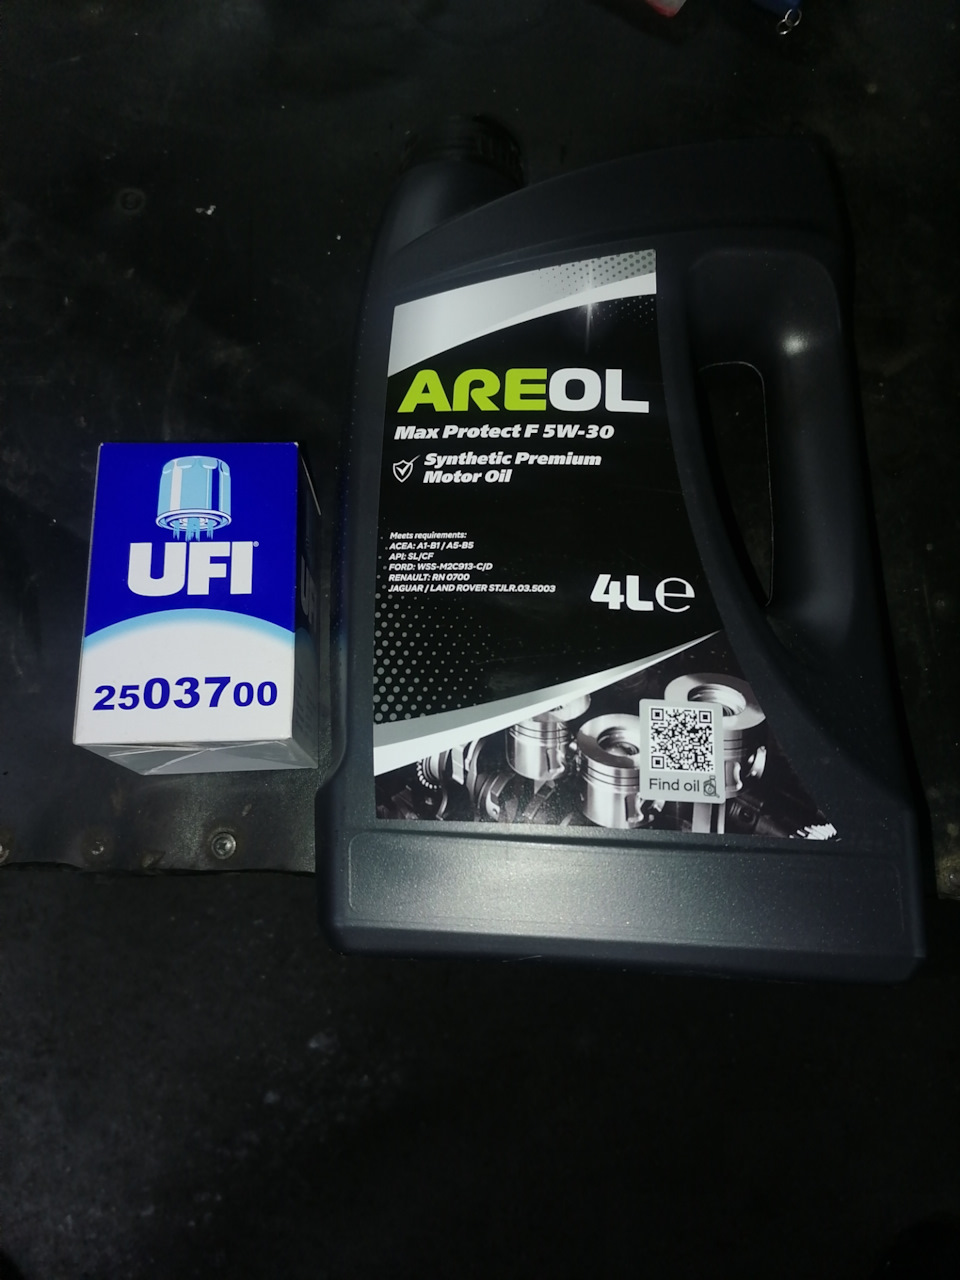 AREOL
Max Protect F 5W-30
Synthetic Premium
Motor Oil
Meets requirements:
ACEA: A1-B1 / A5-B5
API: SL/CF
FORD: WSS-M2C913-C/D
RENAULT: RN 0700
JAGUAR / LAND ROVER STJLR.03.5003
4L℮
Find oil
UFI
2503700